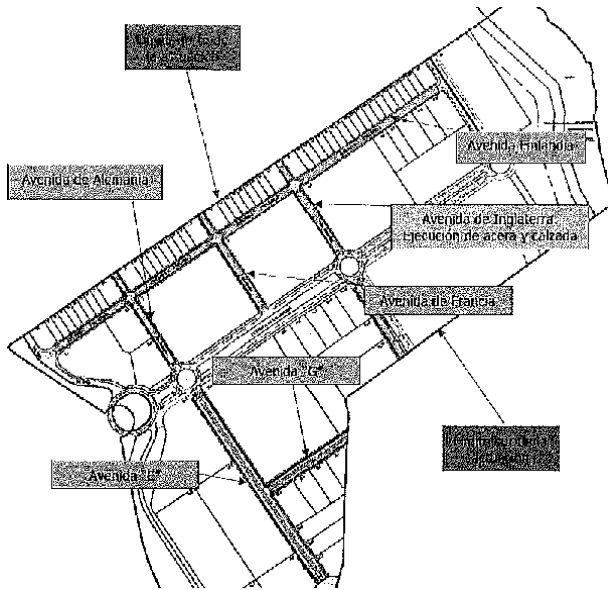 Avenida Finlandia
Avenida de Alemania
Avenida de Inglaterra
Ejecución de acera y calzada
Avenida de Francia
Avenida "G"
Avenida "B"